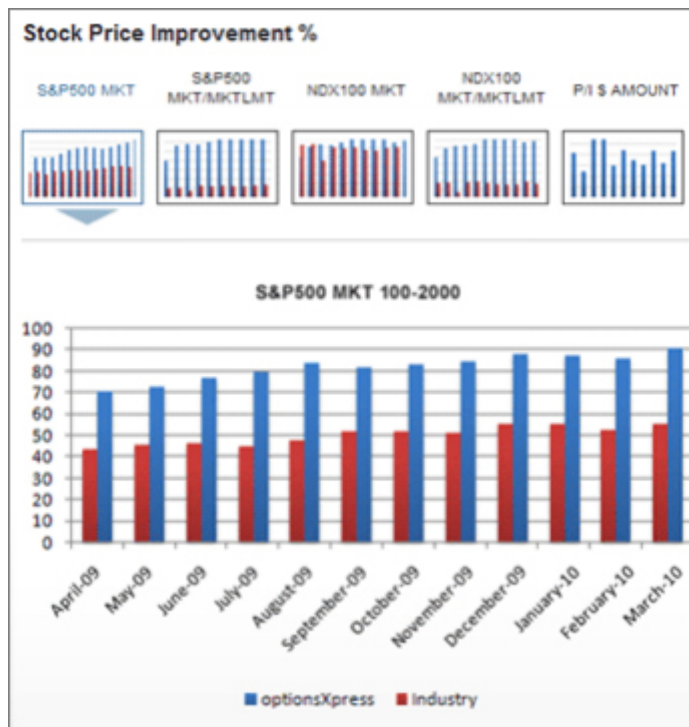 Stock Price Improvement %
S&P500 MKT
S&P500
MKT/MKTLMT
NDX100 MKT
NDX100
MKT/MKTLMT
P/I $ AMOUNT
S&P500 MKT 100-2000
100
90
80
70
60
50
40
30
20
10
0
April-09
May-09
June-09
July-09
August-09
September-09
October-09
November-09
December-09
January-10
February-10
March-10
optionsXpress
Industry